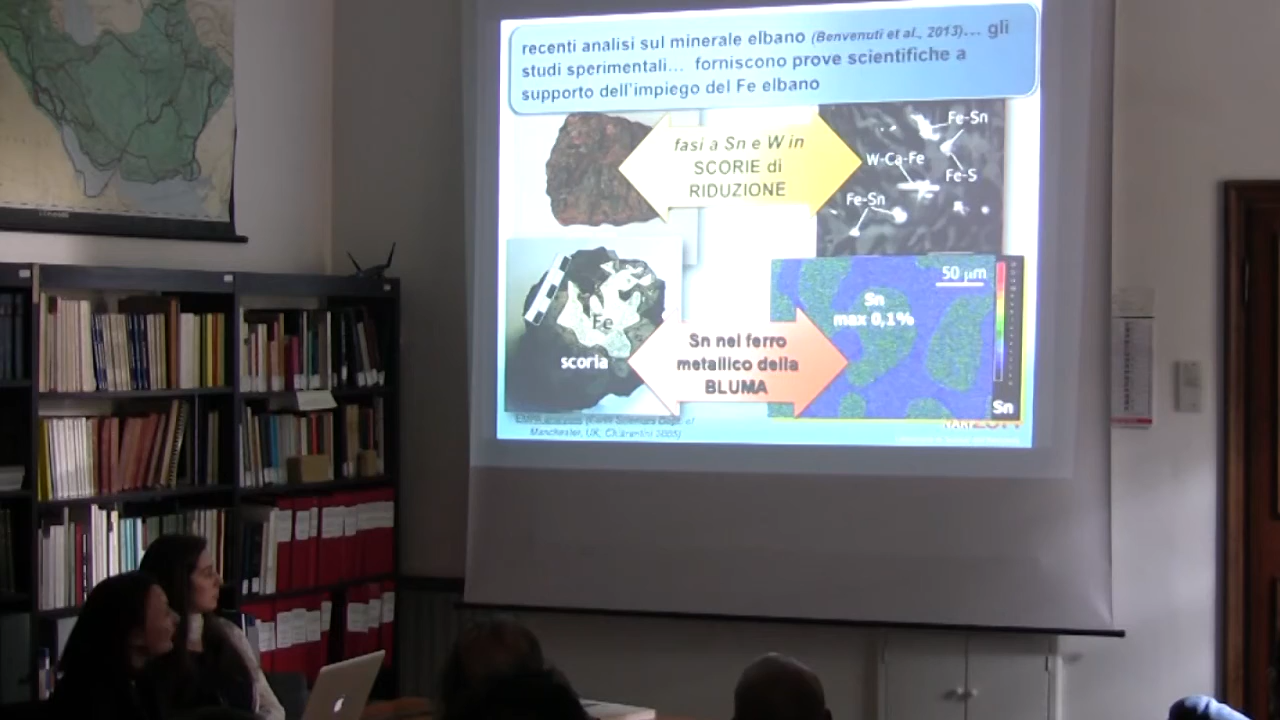 recenti analisi sul minerale elbano (Benvenuti et al., 2013)... gli
studi sperimentali... forniscono prove scientifiche a
supporto dell'impiego del Fe elbano
fasi a Sn e W in
SCORIE di
RIDUZIONE
Fe-Sn
W-Ca-Fe
Fe-S
Fe-Sn
Fe
scoria
Sn nel ferro
metallico della
BLUMA
50 µm
Sn
max 0,1%
Sn
Manchester, UK,